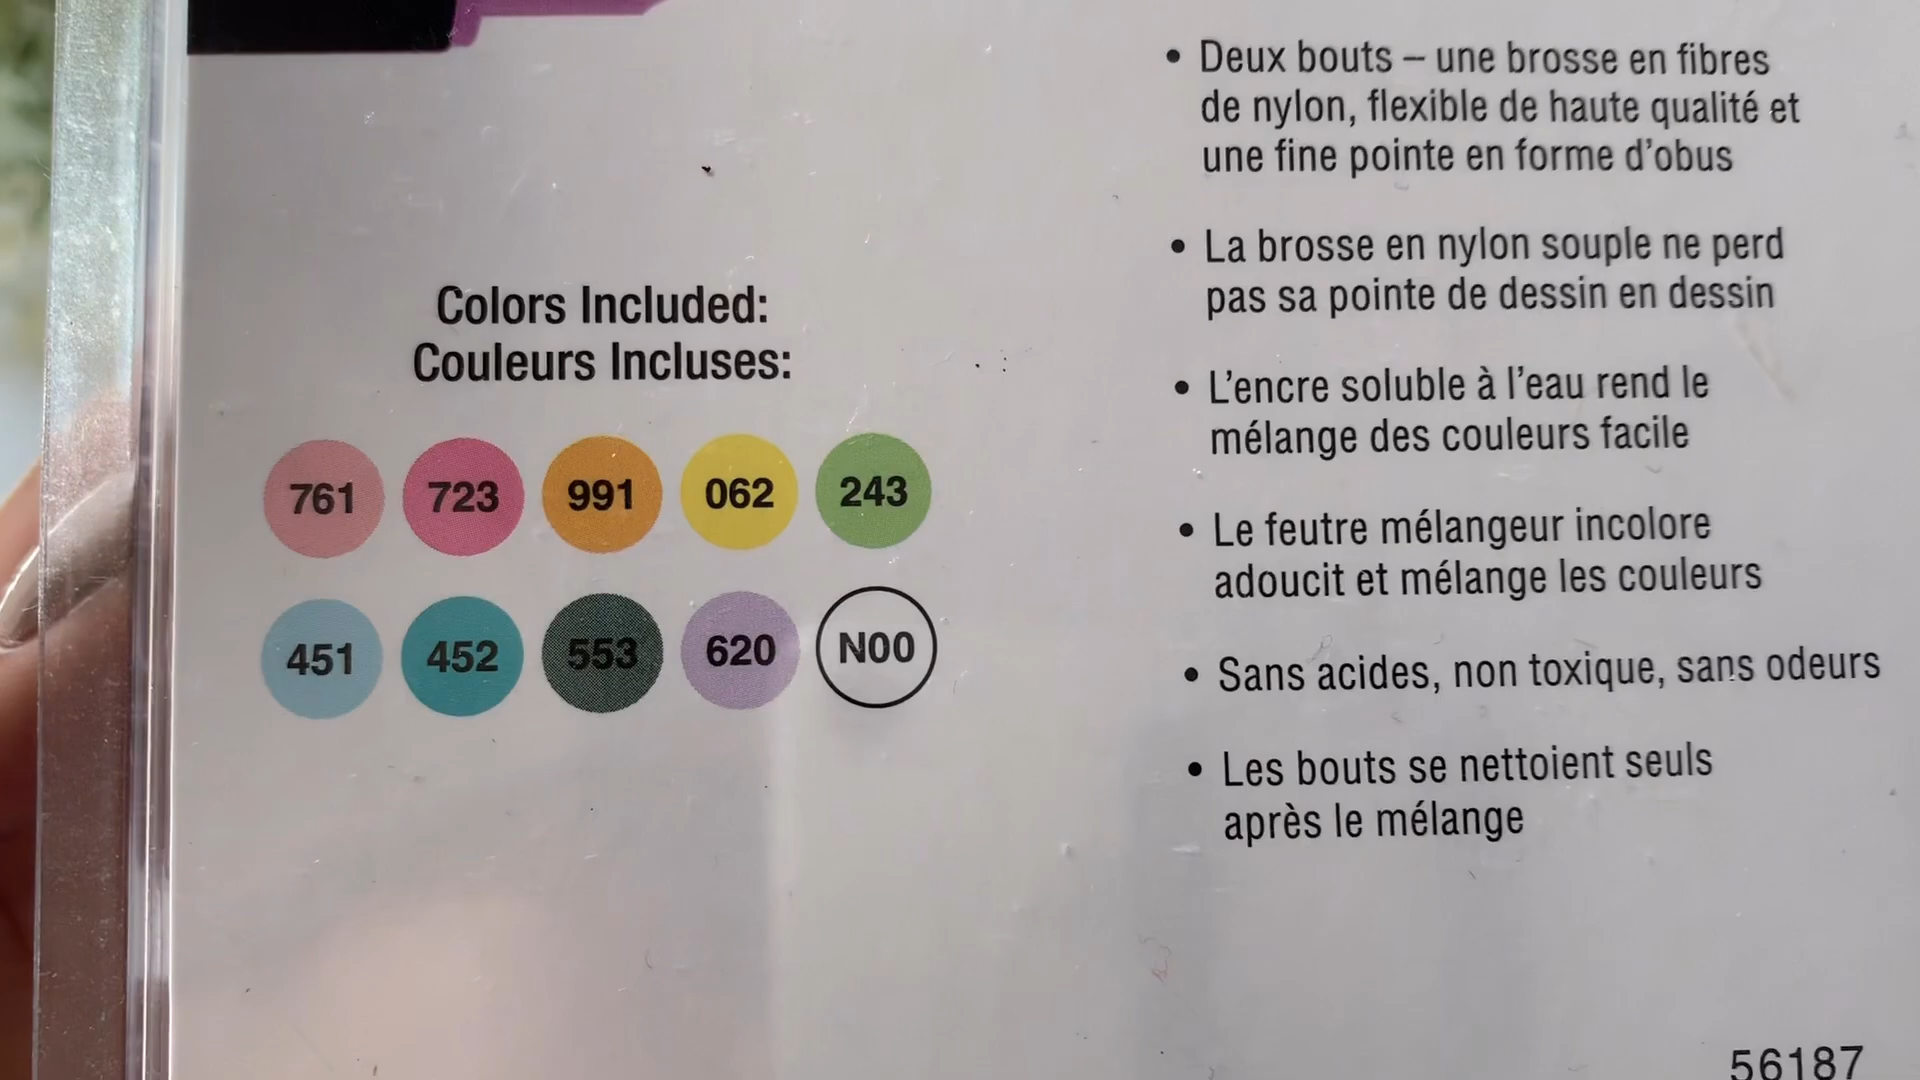 Colors Included:
Couleurs Incluses:
761 723 991 062 243
451 452 553 620 N00
• Deux bouts – une brosse en fibres
de nylon, flexible de haute qualité et
une fine pointe en forme d'obus
• La brosse en nylon souple ne perd
pas sa pointe de dessin en dessin
• L'encre soluble à l'eau rend le
mélange des couleurs facile
• Le feutre mélangeur incolore
adoucit et mélange les couleurs
• Sans acides, non toxique, sans odeurs
• Les bouts se nettoient seuls
après le mélange
56187